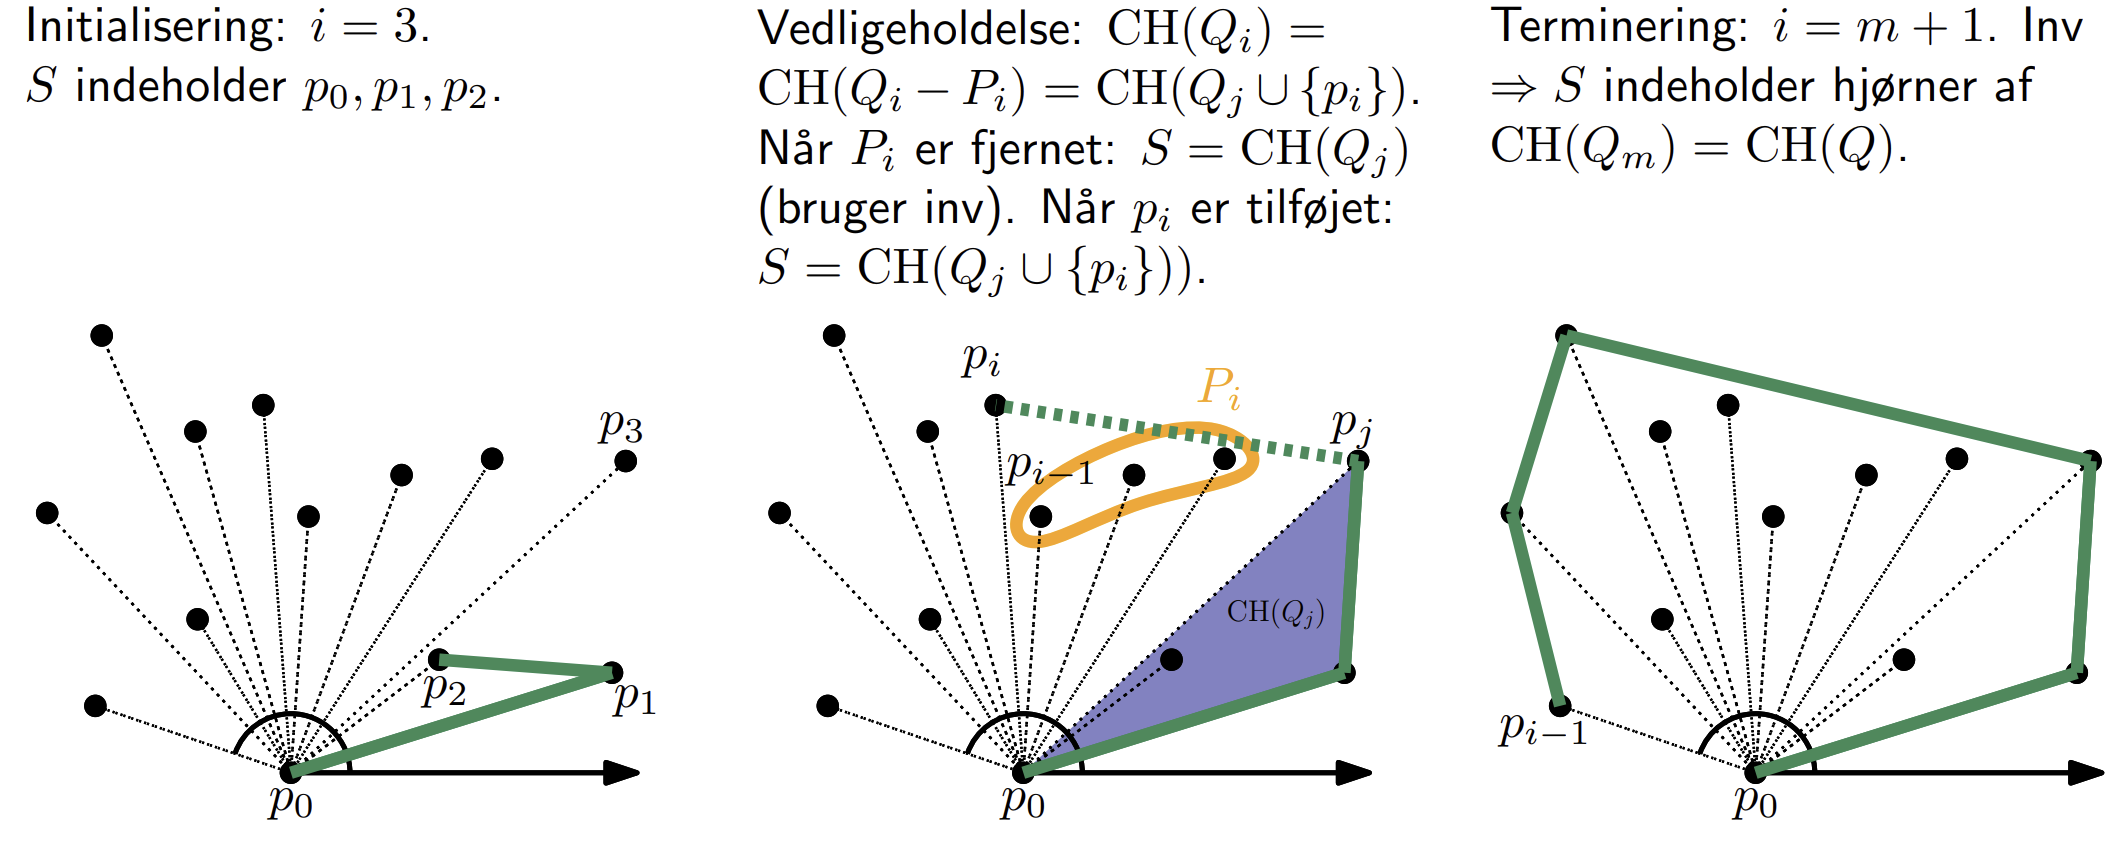 Initialisering: i = 3.
S indeholder p₀, p₁, p₂.
Vedligeholdelse: CH(Qᵢ) =
CH(Qᵢ − Pᵢ) = CH(Qⱼ ∪ {pᵢ}).
Når Pᵢ er fjernet: S = CH(Qⱼ)
(bruger inv). Når pᵢ er tilføjet:
S = CH(Qⱼ ∪ {pᵢ})).
Terminering: i = m + 1. Inv
⇒ S indeholder hjørner af
CH(Qₘ) = CH(Q).
p₃
p₂
p₁
p₀
pᵢ
Pᵢ
pⱼ
pᵢ₋₁
CH(Qⱼ)
p₀
pᵢ₋₁
p₀